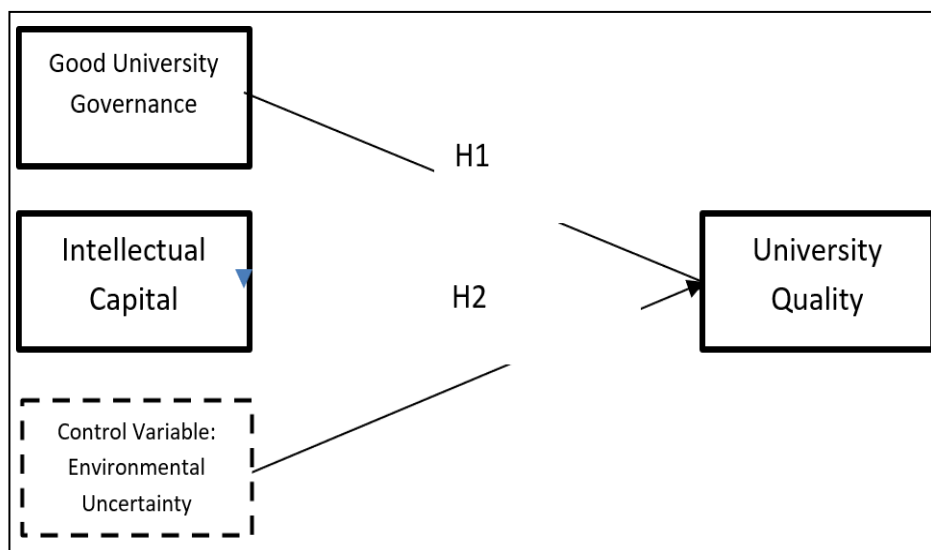 Good University
Governance
H1
Intellectual
Capital
University
Quality
H2
Control Variable:
Environmental
Uncertainty